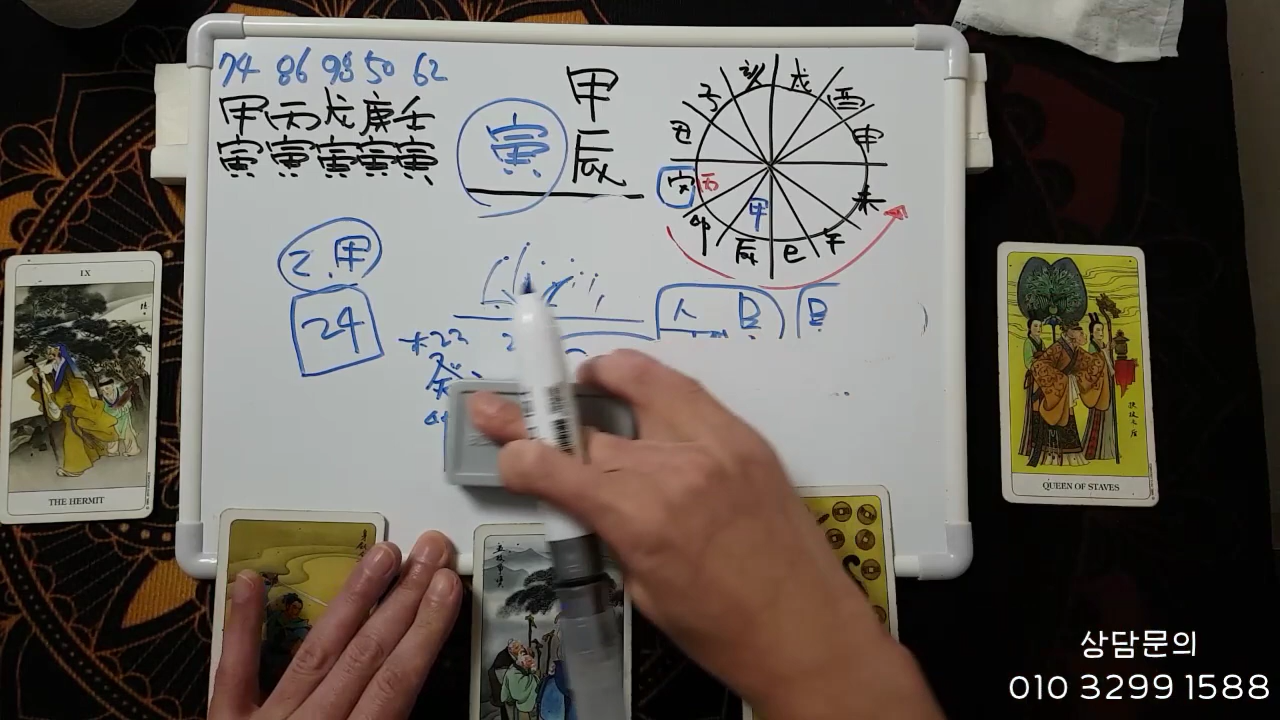 74 86 98 50 62
甲 丙 戊 庚 壬
寅 寅 寅 寅 寅
寅
甲
辰
亥
戌
酉
申
未
午
巳
辰
卯
寅
丑
子
丙
甲
2.甲
24
*22
IX
THE HERMIT
QUEEN OF STAVES
상담문의
010 3299 1588